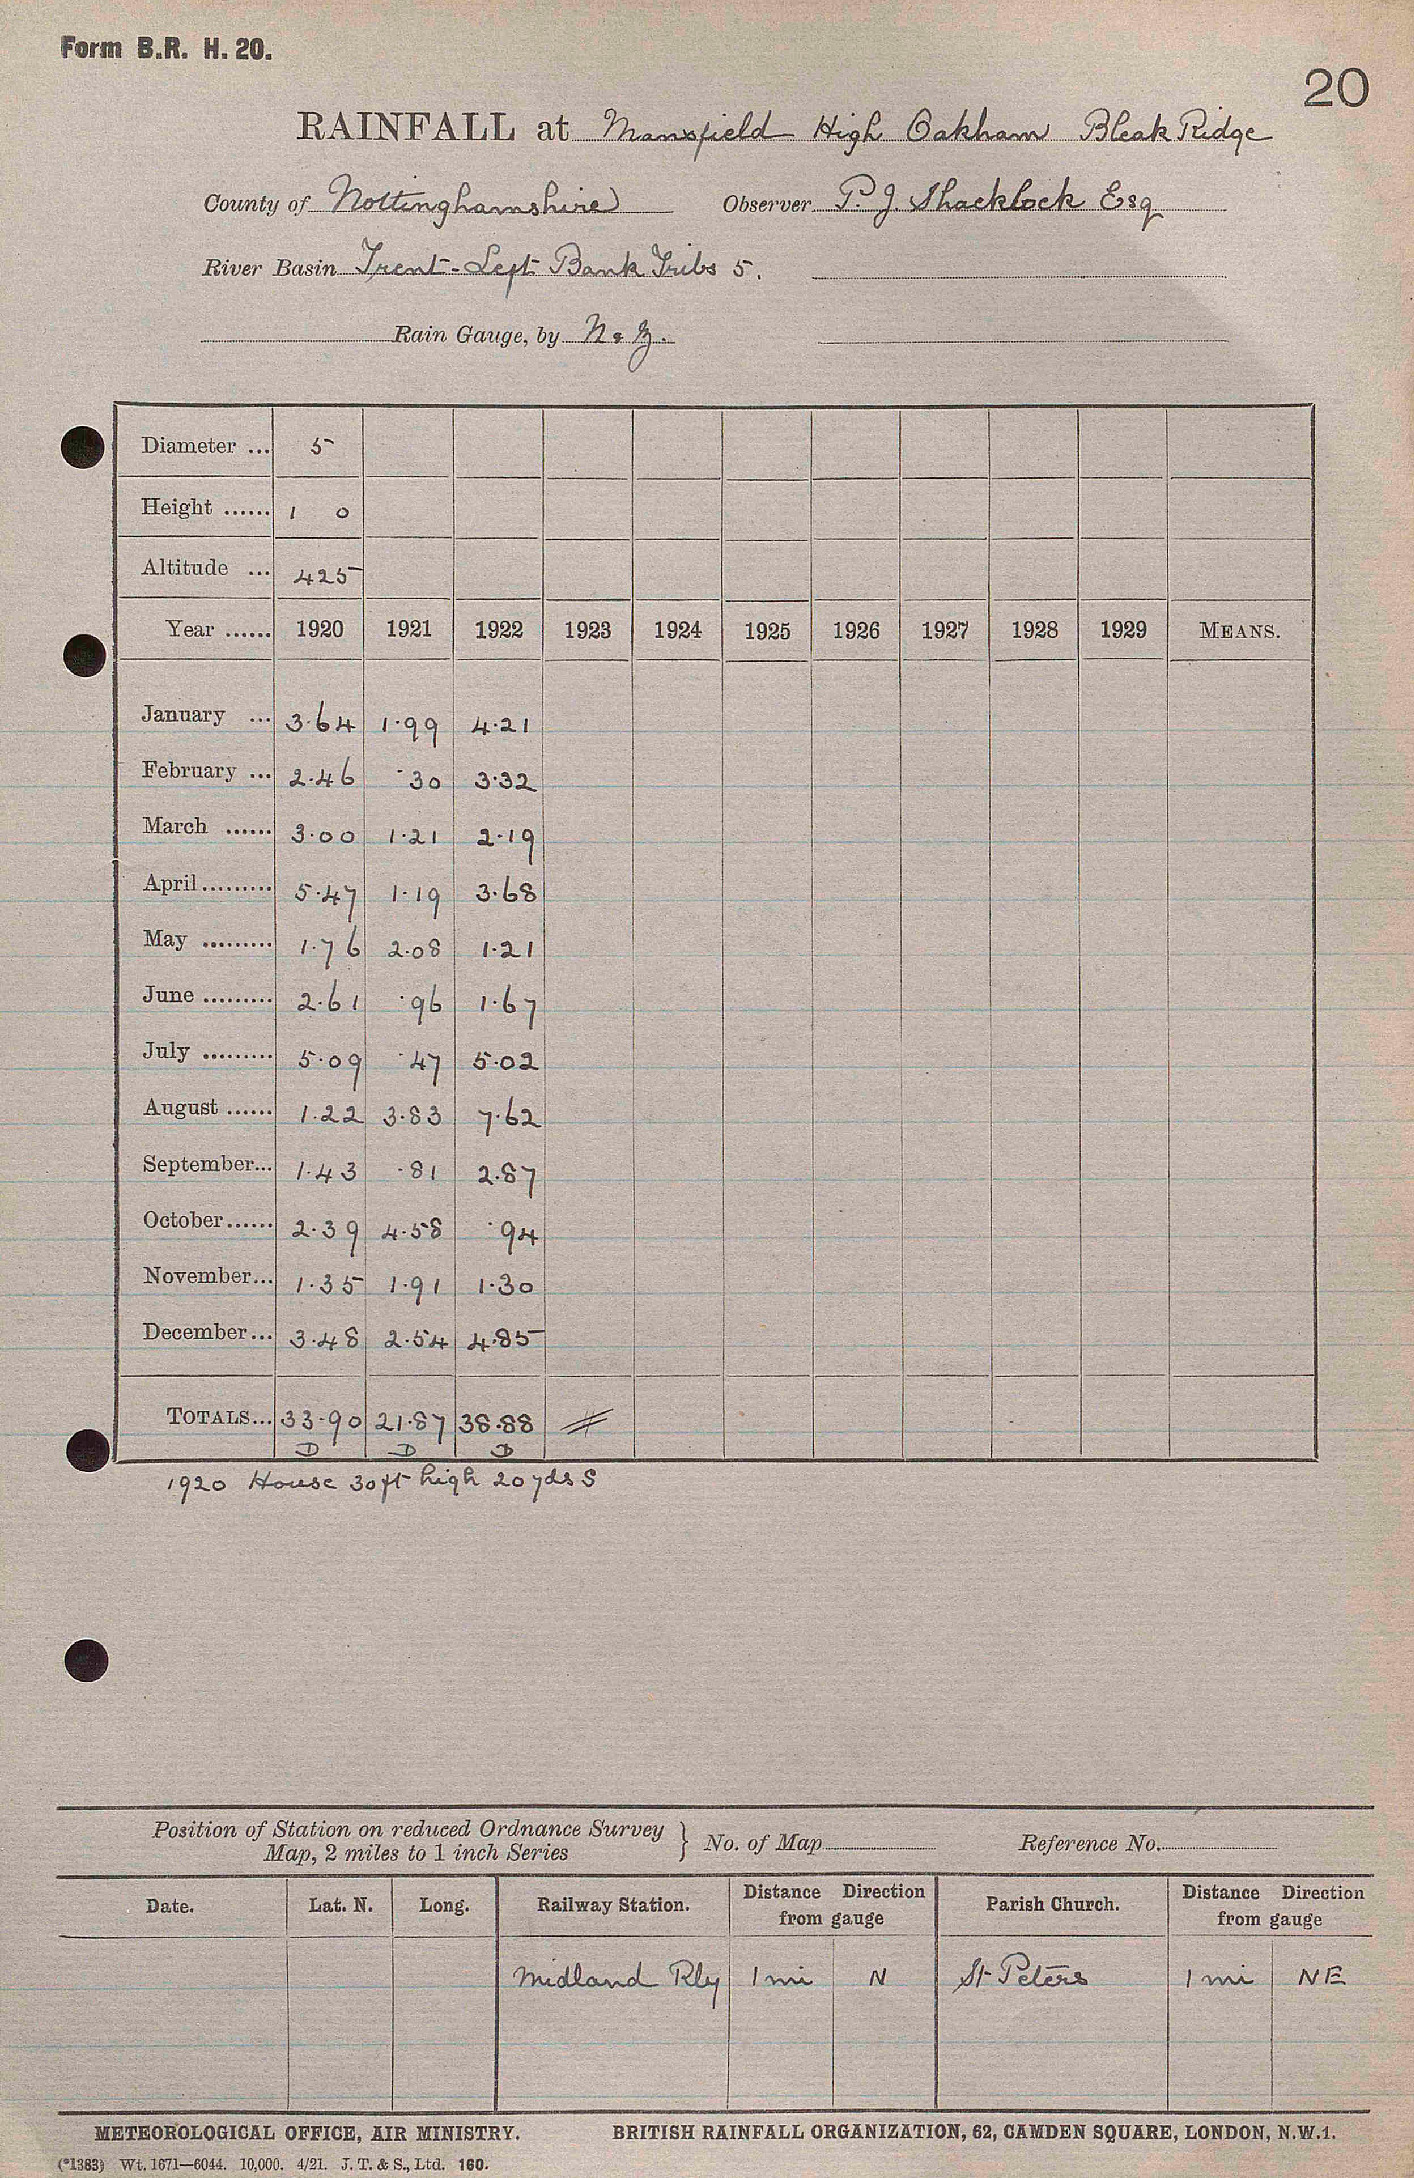 Form B.R. H. 20.
20
RAINFALL at Mansfield High Oakham Bleak Ridge
County of Nottinghamshire Observer P. J. Shacklock Esq
River Basin Trent - Left Bank Tribs 5.
Rain Gauge, by N & Z.
Diameter ... 5
Height ...... 1 0
Altitude ... 425
Year ...... 1920 1921 1922 1923 1924 1925 1926 1927 1928 1929 MEANS.
January ... 3.64 1.99 4.21
February ... 2.46 .30 3.32
March ...... 3.00 1.21 2.19
April ......... 5.47 1.19 3.68
May ......... 1.76 2.08 1.21
June ......... 2.61 .96 1.67
July ......... 5.09 .47 5.02
August ...... 1.22 3.83 7.62
September... 1.43 .81 2.87
October...... 2.39 4.58 .94
November... 1.35 1.91 1.30
December... 3.48 2.54 4.85
TOTALS... 33.90 21.87 38.88
D D D
1920 House 30ft high 20yds S
Position of Station on reduced Ordnance Survey
Map, 2 miles to 1 inch Series } No. of Map Reference No.
Date. Lat. N. Long. Railway Station. Distance Direction from gauge Parish Church. Distance Direction from gauge
Midland Rly 1 mi N St Peters 1 mi NE
METEOROLOGICAL OFFICE, AIR MINISTRY. BRITISH RAINFALL ORGANIZATION, 62, CAMDEN SQUARE, LONDON, N.W.1.
(*1383) Wt. 1671—6044. 10,000. 4/21. J. T. & S., Ltd. 160.